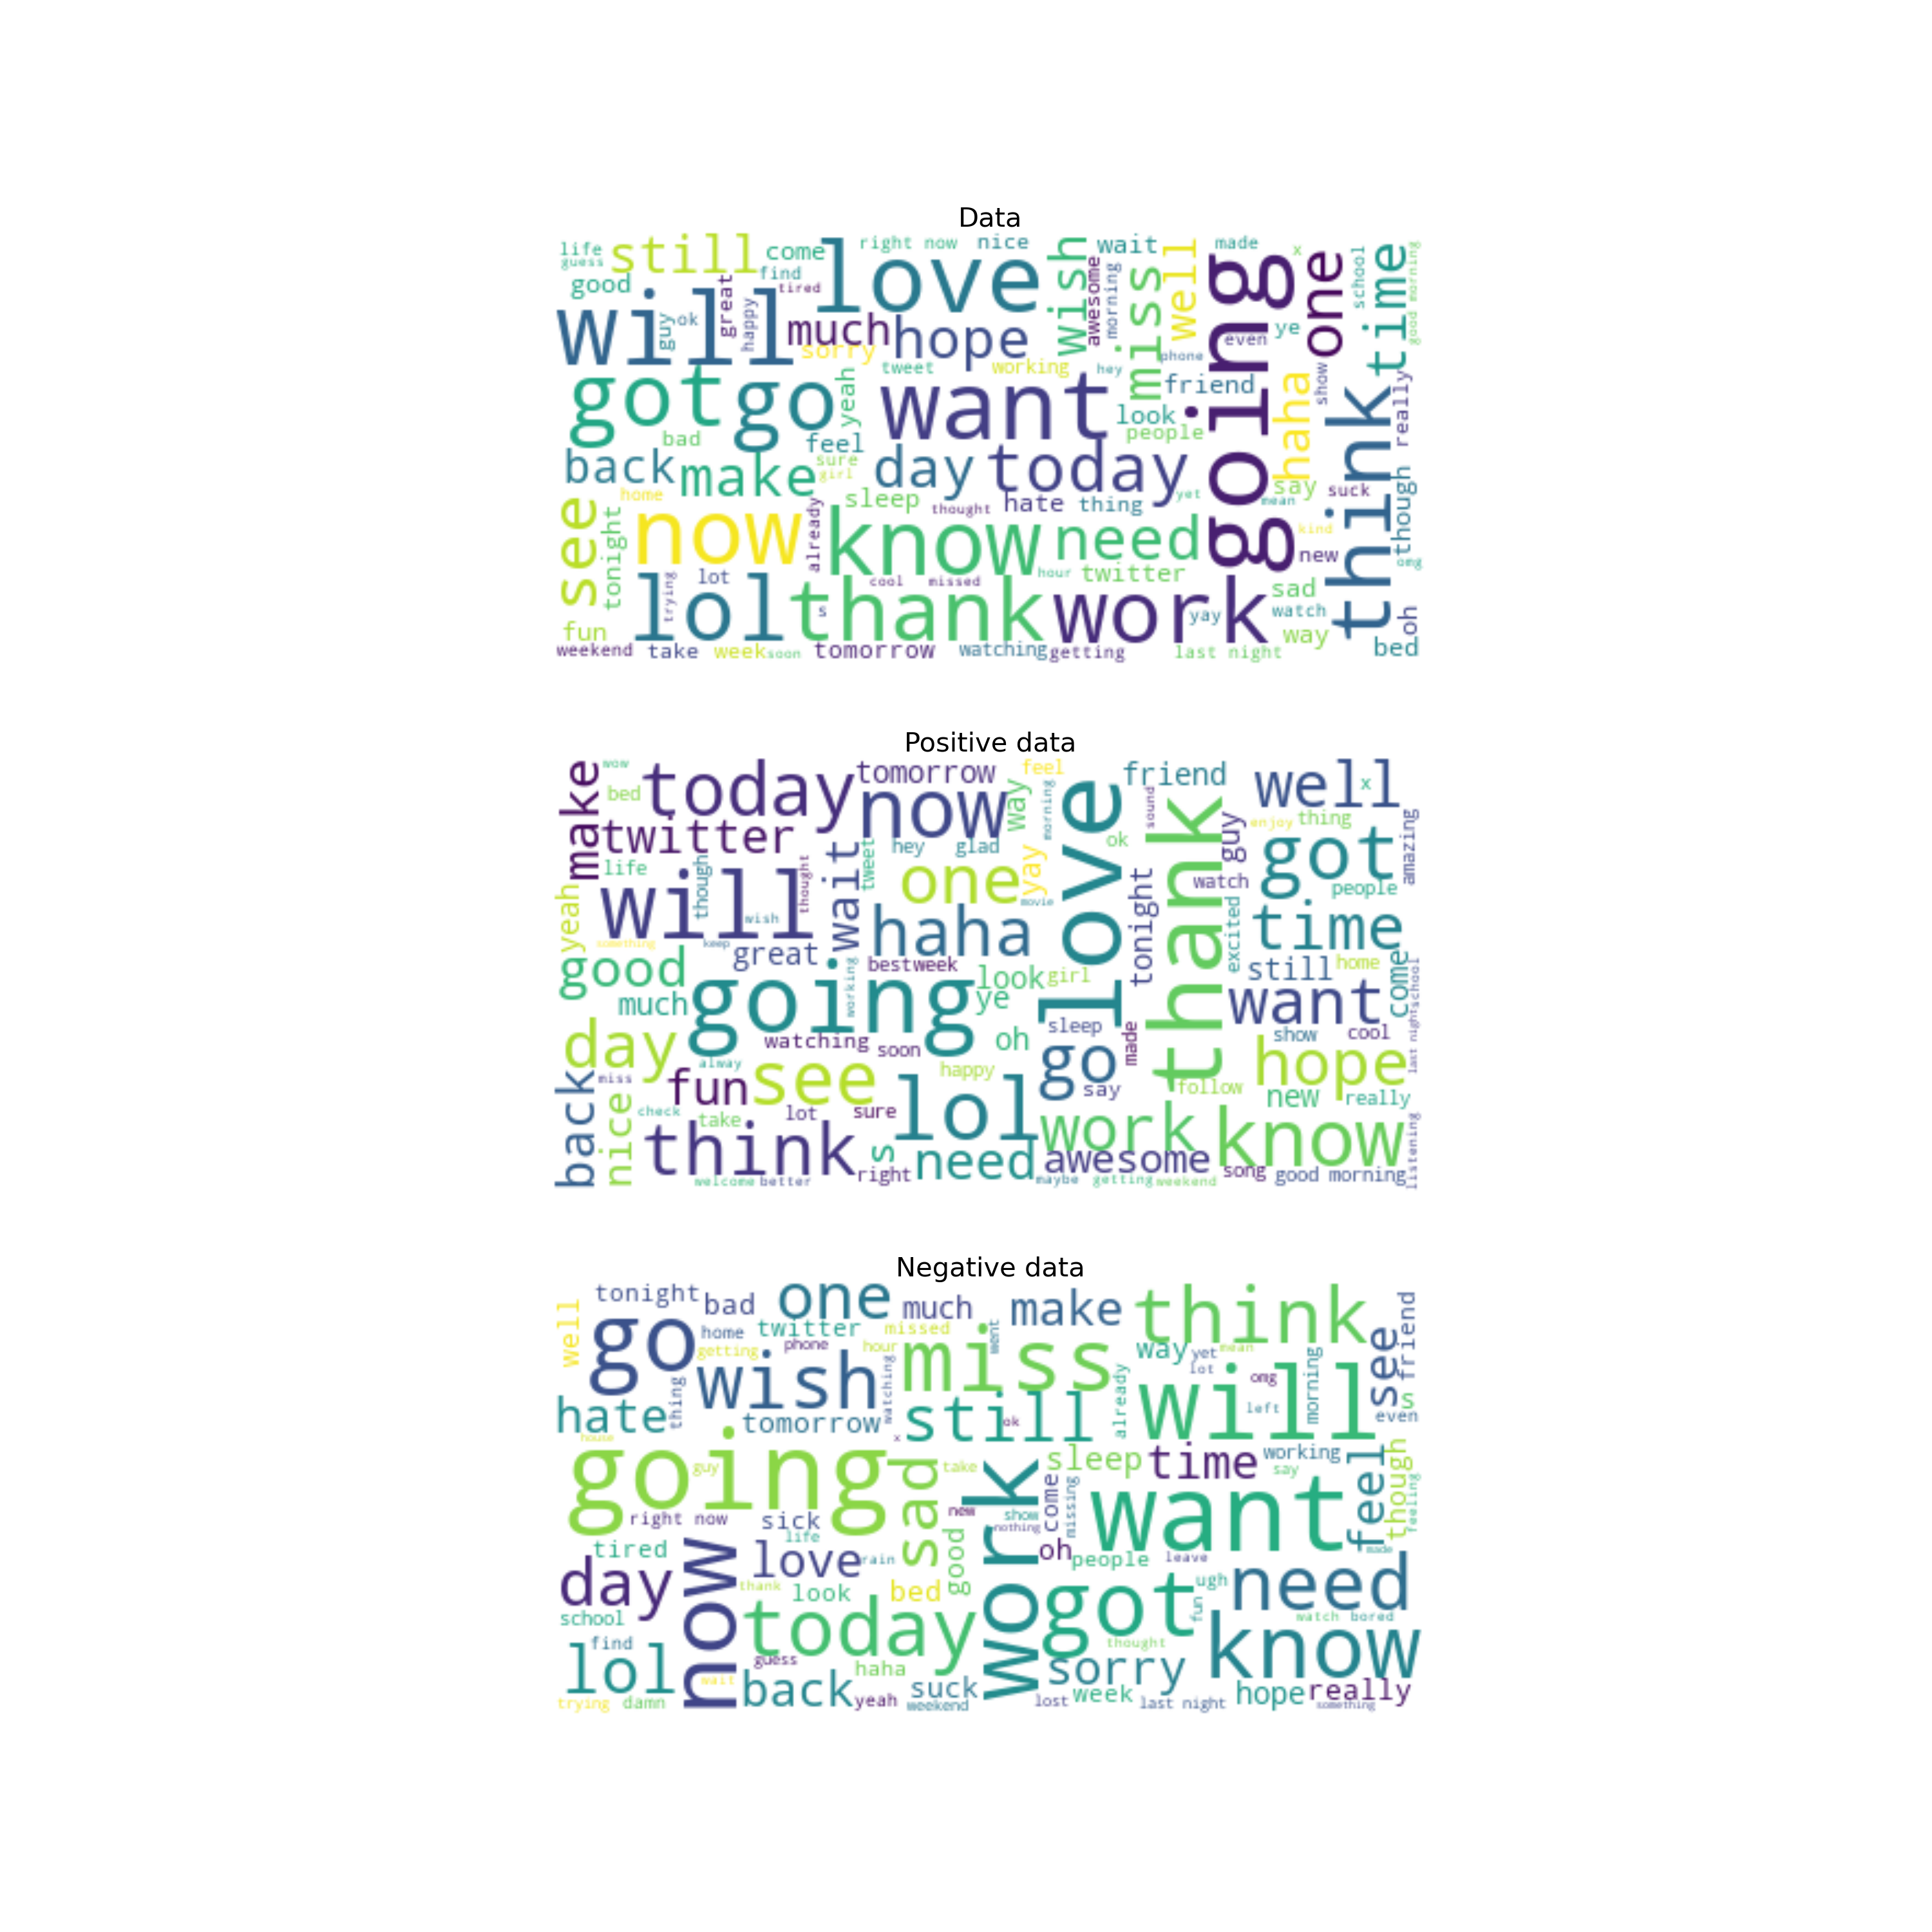 Data
life
still
come
love
right now
nice
wish
wait
made
x
one
school
time
good morning
guess
good
find
tired
great
awesome
morning
miss
well
going
will
guy
ok
happy
much
hope
sorry
even
ye
phone
tweet
working
hey
friend
show
think
really
got
go
yeah
want
look
people
haha
bad
feel
back
make
sure
girl
day
today
say
suck
mean
though
home
sleep
thought
hate
thing
yet
see
tonight
now
already
know
need
kind
new
omg
lot
trying
cool
missed
hour
twitter
sad
lol
s
thank
work
yay
watch
oh
fun
way
weekend
take
week
soon
tomorrow
watching
getting
last night
bed
Positive data
make
wow
bed
today
tomorrow
feel
friend
well
x
now
way
morning
love
sound
thank
enjoy
thing
twitter
guy
got
amazing
life
though
thought
wait
tweet
hey
glad
yay
ok
one
watch
people
yeah
will
wish
movie
tonight
excited
time
something
keep
haha
great
good
best
week
look
girl
still
home
come
school
much
going
working
ye
want
day
watching
soon
oh
sleep
made
show
cool
last night
alway
go
hope
back
miss
fun
see
happy
say
follow
new
really
nice
check
take
lot
sure
lol
work
know
listening
think
s
right
need
awesome
song
good morning
welcome
better
maybe
getting
weekend
Negative data
well
tonight
bad
one
much
make
think
friend
go
home
twitter
missed
went
see
getting
phone
hour
miss
way
yet
mean
lot
wish
watching
already
will
omg
morning
left
s
even
hate
thing
tomorrow
x
still
ok
house
going
guy
sad
take
work
sleep
time
working
say
feel
though
feeling
come
missing
want
right now
sick
new
show
nothing
life
tired
now
love
rain
good
oh
people
leave
made
day
thank
look
bed
got
ugh
need
school
today
fun
watch
bored
find
lol
guess
haha
thought
know
wait
sorry
trying
damn
back
yeah
suck
weekend
lost
week
last night
hope
really
something